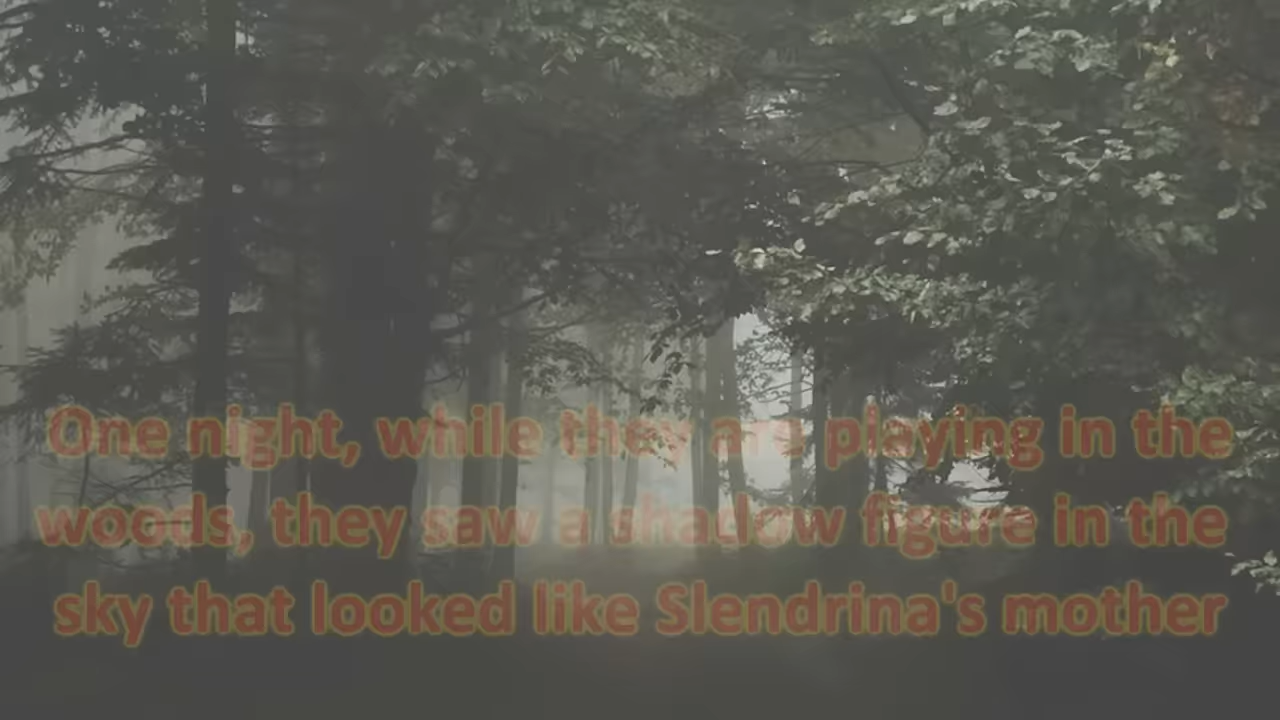 One night, while they are playing in the
woods, they saw a shadow figure in the
sky that looked like Slendrina's mother